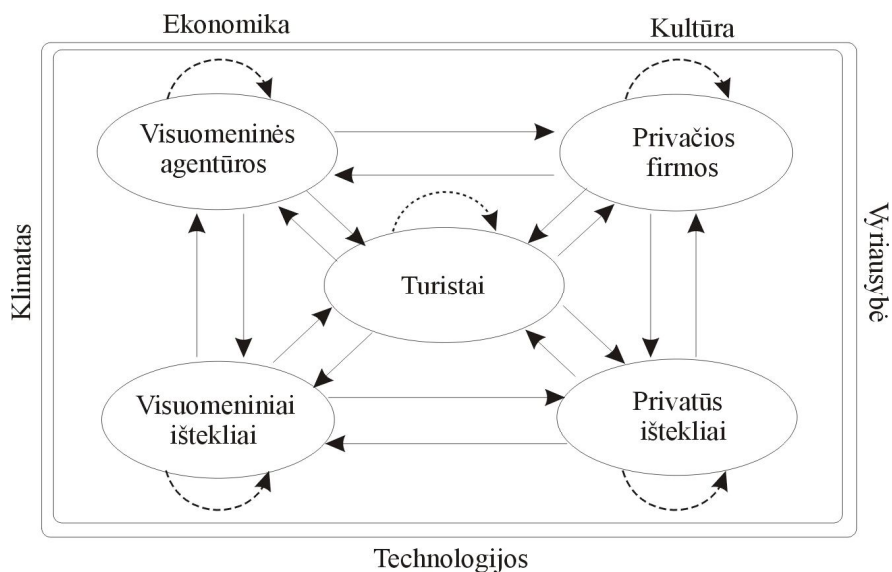 Ekonomika
Kultūra
Visuomeninės
agentūros
Privačios
firmos
Klimatas
Turistai
Vyriausybė
Visuomeniniai
ištekliai
Privatūs
ištekliai
Technologijos